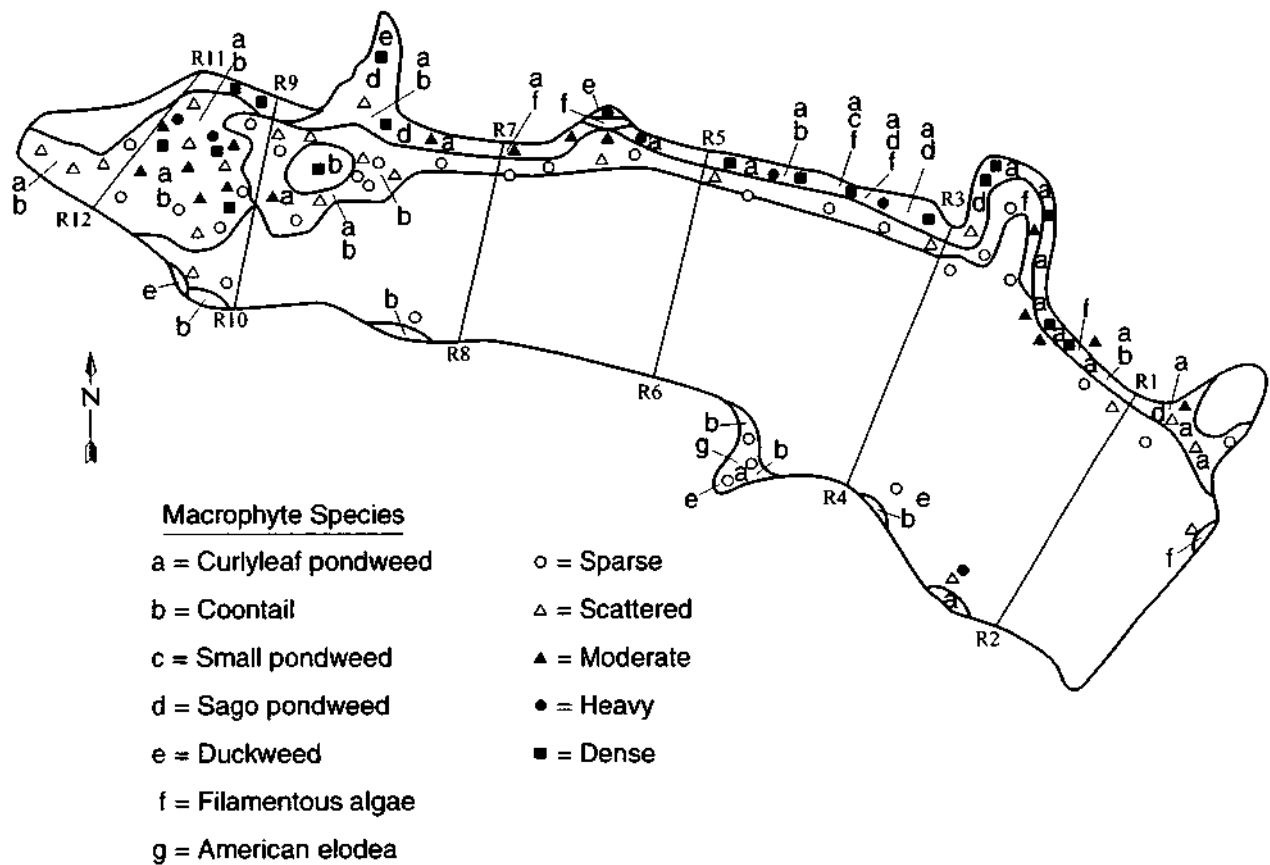 R11
a
b
R9
e
d
a
b
d
a
a
f
R7
e
f
a
R5
a
a
b
a
c
f
a
d
f
a
d
R3
a
d
a
f
a
b
a
b
R12
a
b
b
a
a
b
b
e
b
R10
b
R8
R6
b
g
a
b
e
R4
b
e
a
R2
a
a
a
f
a
b
R1
a
d
a
a
f
N
Macrophyte Species
a = Curlyleaf pondweed
b = Coontail
c = Small pondweed
d = Sago pondweed
e = Duckweed
f = Filamentous algae
g = American elodea
= Sparse
= Scattered
= Moderate
= Heavy
= Dense